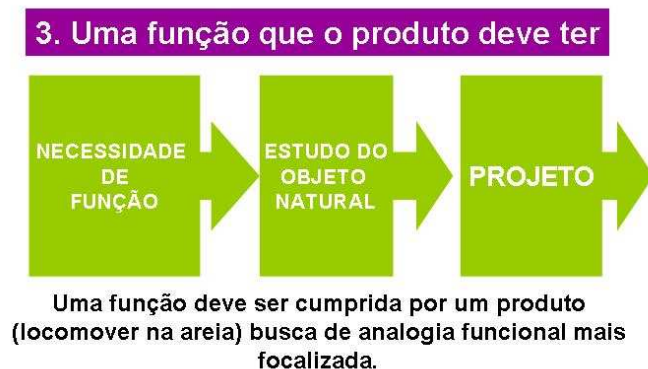 3. Uma função que o produto deve ter
NECESSIDADE
DE
FUNÇÃO
ESTUDO DO
OBJETO
NATURAL
PROJETO
Uma função deve ser cumprida por um produto
(locomover na areia) busca de analogia funcional mais
focalizada.